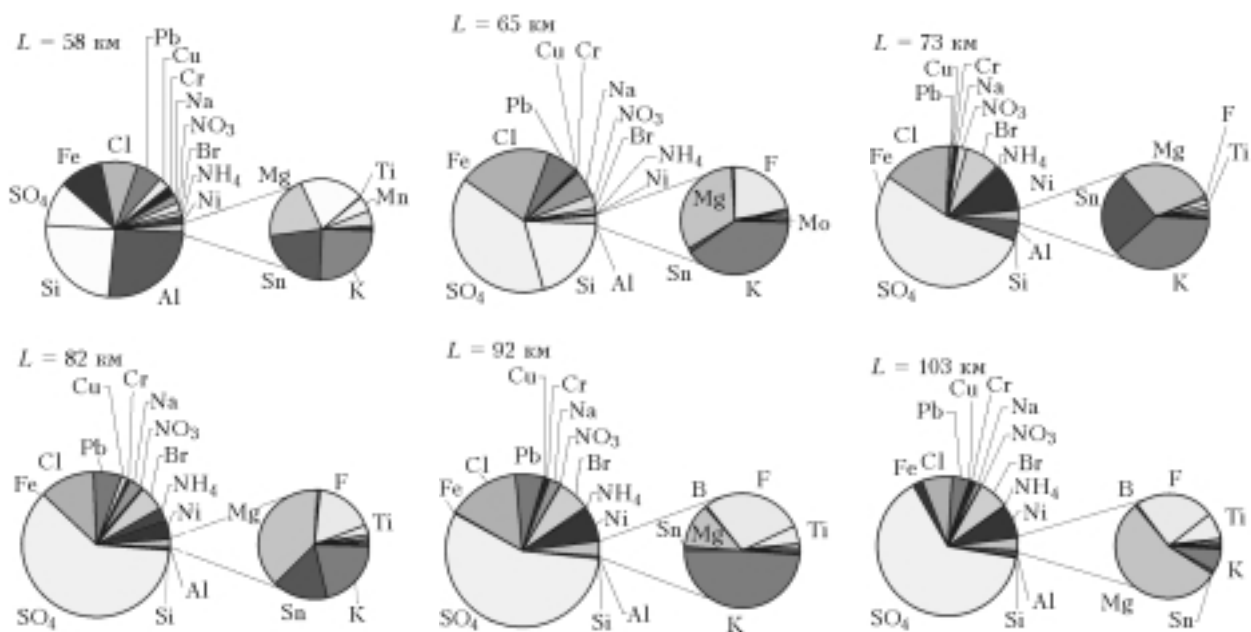 L = 58 км
Pb
Cu
Cr
Na
NO₃
Br
NH₄
Ni
Cl
Fe
SO₄
Si
Al
Mg
Ti
Mn
Sn
K
L = 65 км
Cu
Cr
Pb
Na
NO₃
Br
NH₄
Ni
Cl
Fe
SO₄
Si
Al
F
Mg
Mo
Sn
K
L = 73 км
Cu
Cr
Pb
Na
NO₃
Br
NH₄
Ni
Cl
Fe
SO₄
Al
Si
Mg
F
Ti
Sn
K
L = 82 км
Cu
Cr
Na
NO₃
Pb
Br
NH₄
Ni
Cl
Fe
SO₄
Al
Si
Mg
F
Ti
Sn
K
L = 92 км
Cu
Cr
Na
NO₃
Pb
Br
NH₄
Ni
Cl
Fe
SO₄
Al
Si
B
F
Sn
Mg
Ti
K
L = 103 км
Cu
Cr
Pb
Na
NO₃
Br
NH₄
Ni
Fe
Cl
SO₄
Al
Si
B
F
Ti
K
Mg
Sn